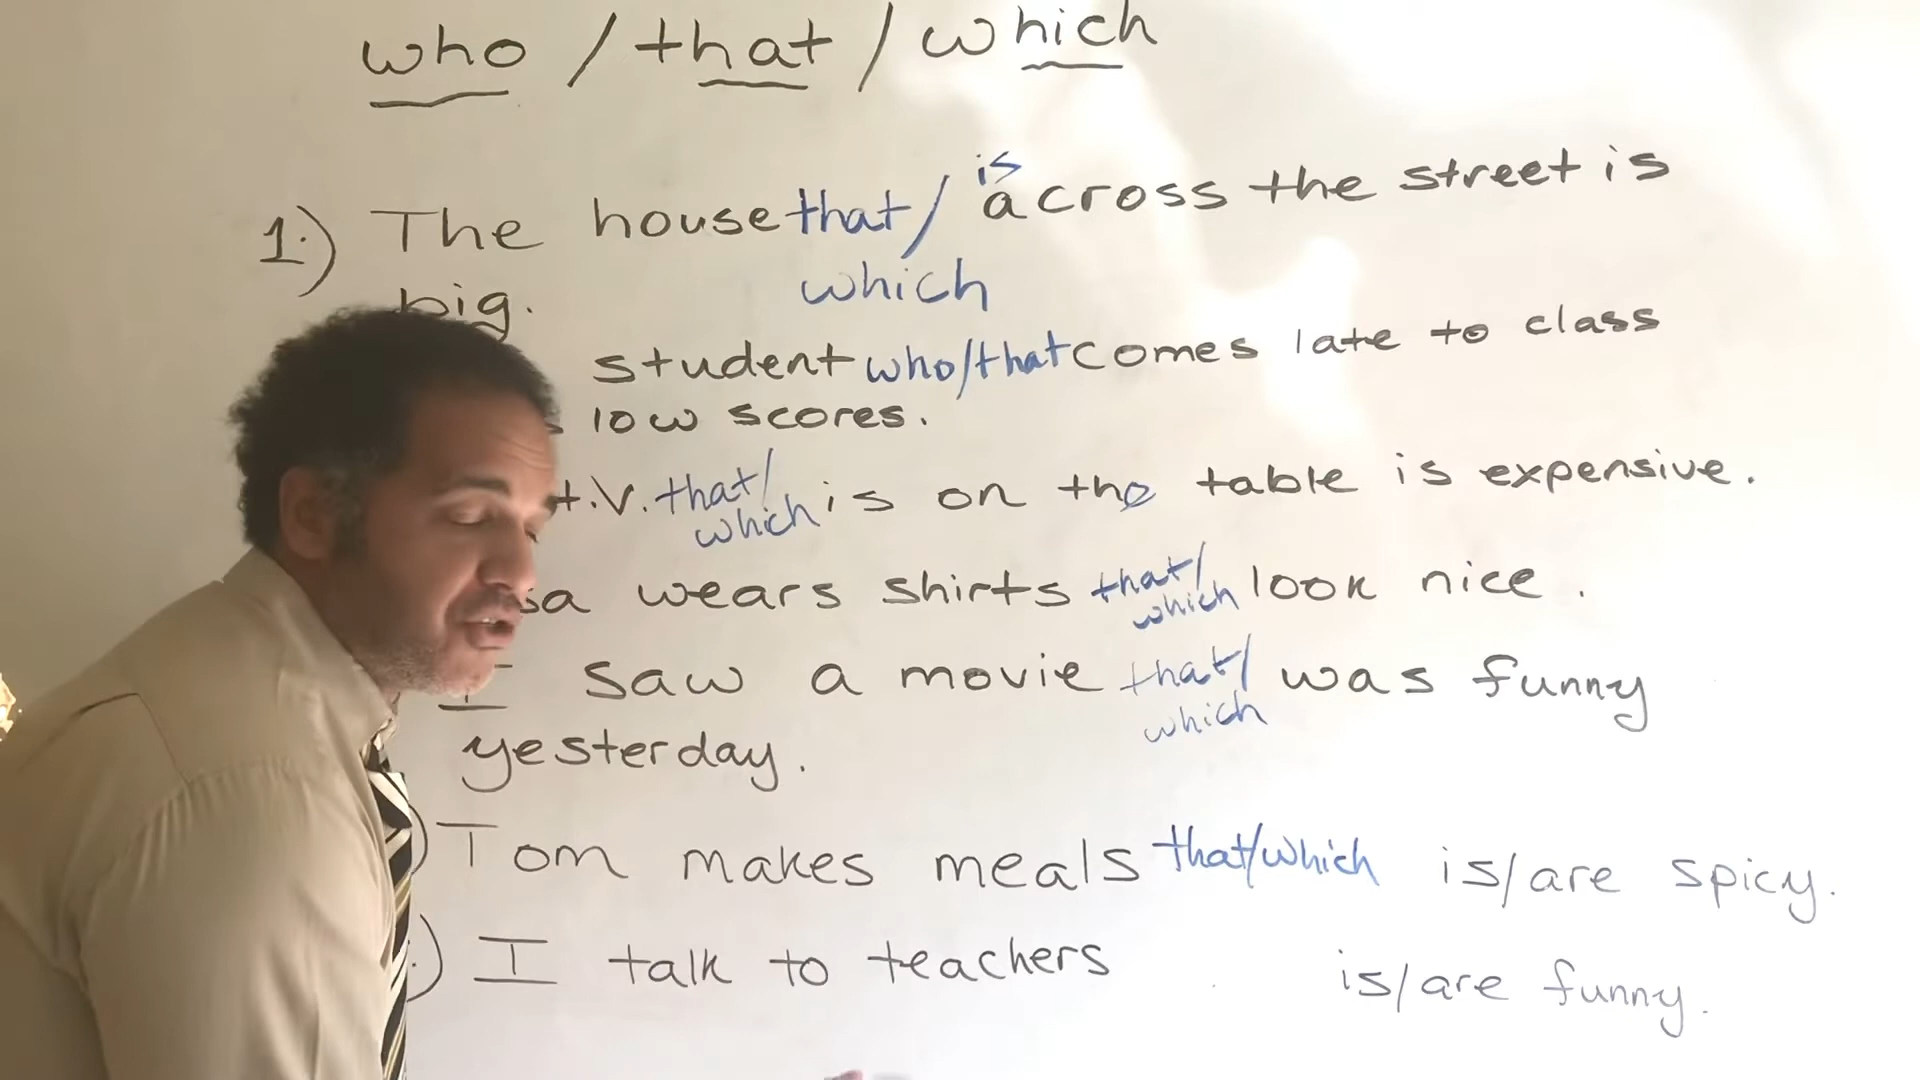 who / that / which
is
1.) The house that/ across the street is
which
big.
student who/that comes late to class
low scores.
t.V. that/ is on the table is expensive.
which
wears shirts that/ look nice.
which
I saw a movie that/ was funny
which
yesterday.
) Tom makes meals that/which is/are spicy.
.) I talk to teachers is/are funny.